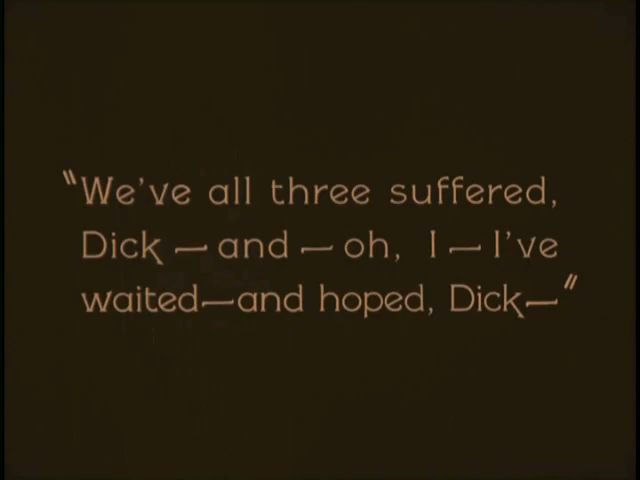 "We've all three suffered,
Dick — and — oh, I — I've
waited—and hoped, Dick—"